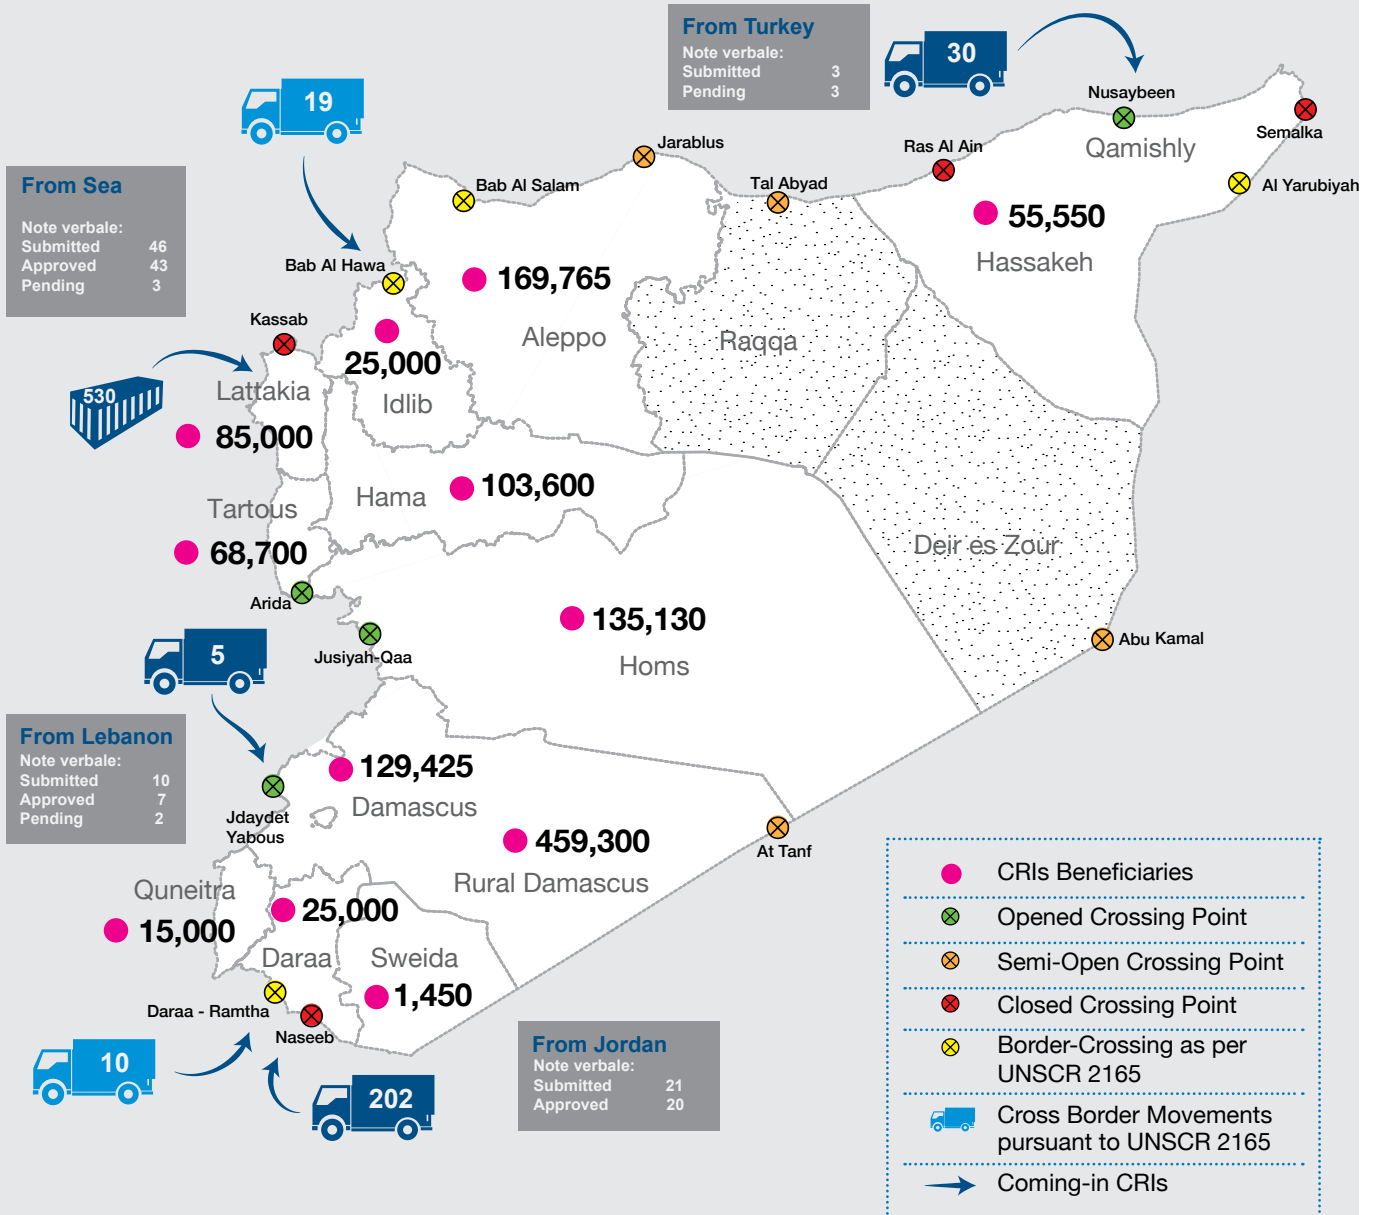 From Turkey
Note verbale:
Submitted 3
Pending 3
30
Nusaybeen
Semalka
Qamishly
Ras Al Ain
Al Yarubiyah
55,550
Hassakeh
19
Jarablus
Bab Al Salam
Tal Abyad
From Sea
Note verbale:
Submitted 46
Approved 43
Pending 3
Bab Al Hawa
169,765
Aleppo
Raqqa
Kassab
25,000
Idlib
530
Lattakia
85,000
Hama
103,600
Tartous
68,700
Deir es Zour
Arida
135,130
Homs
Abu Kamal
Jusiyah-Qaa
5
From Lebanon
Note verbale:
Submitted 10
Approved 7
Pending 2
129,425
Damascus
Jdaydet
Yabous
459,300
Rural Damascus
At Tanf
Quneitra
15,000
25,000
Daraa
Sweida
1,450
Daraa - Ramtha
Naseeb
10
202
From Jordan
Note verbale:
Submitted 21
Approved 20
CRIs Beneficiaries
Opened Crossing Point
Semi-Open Crossing Point
Closed Crossing Point
Border-Crossing as per
UNSCR 2165
Cross Border Movements
pursuant to UNSCR 2165
Coming-in CRIs